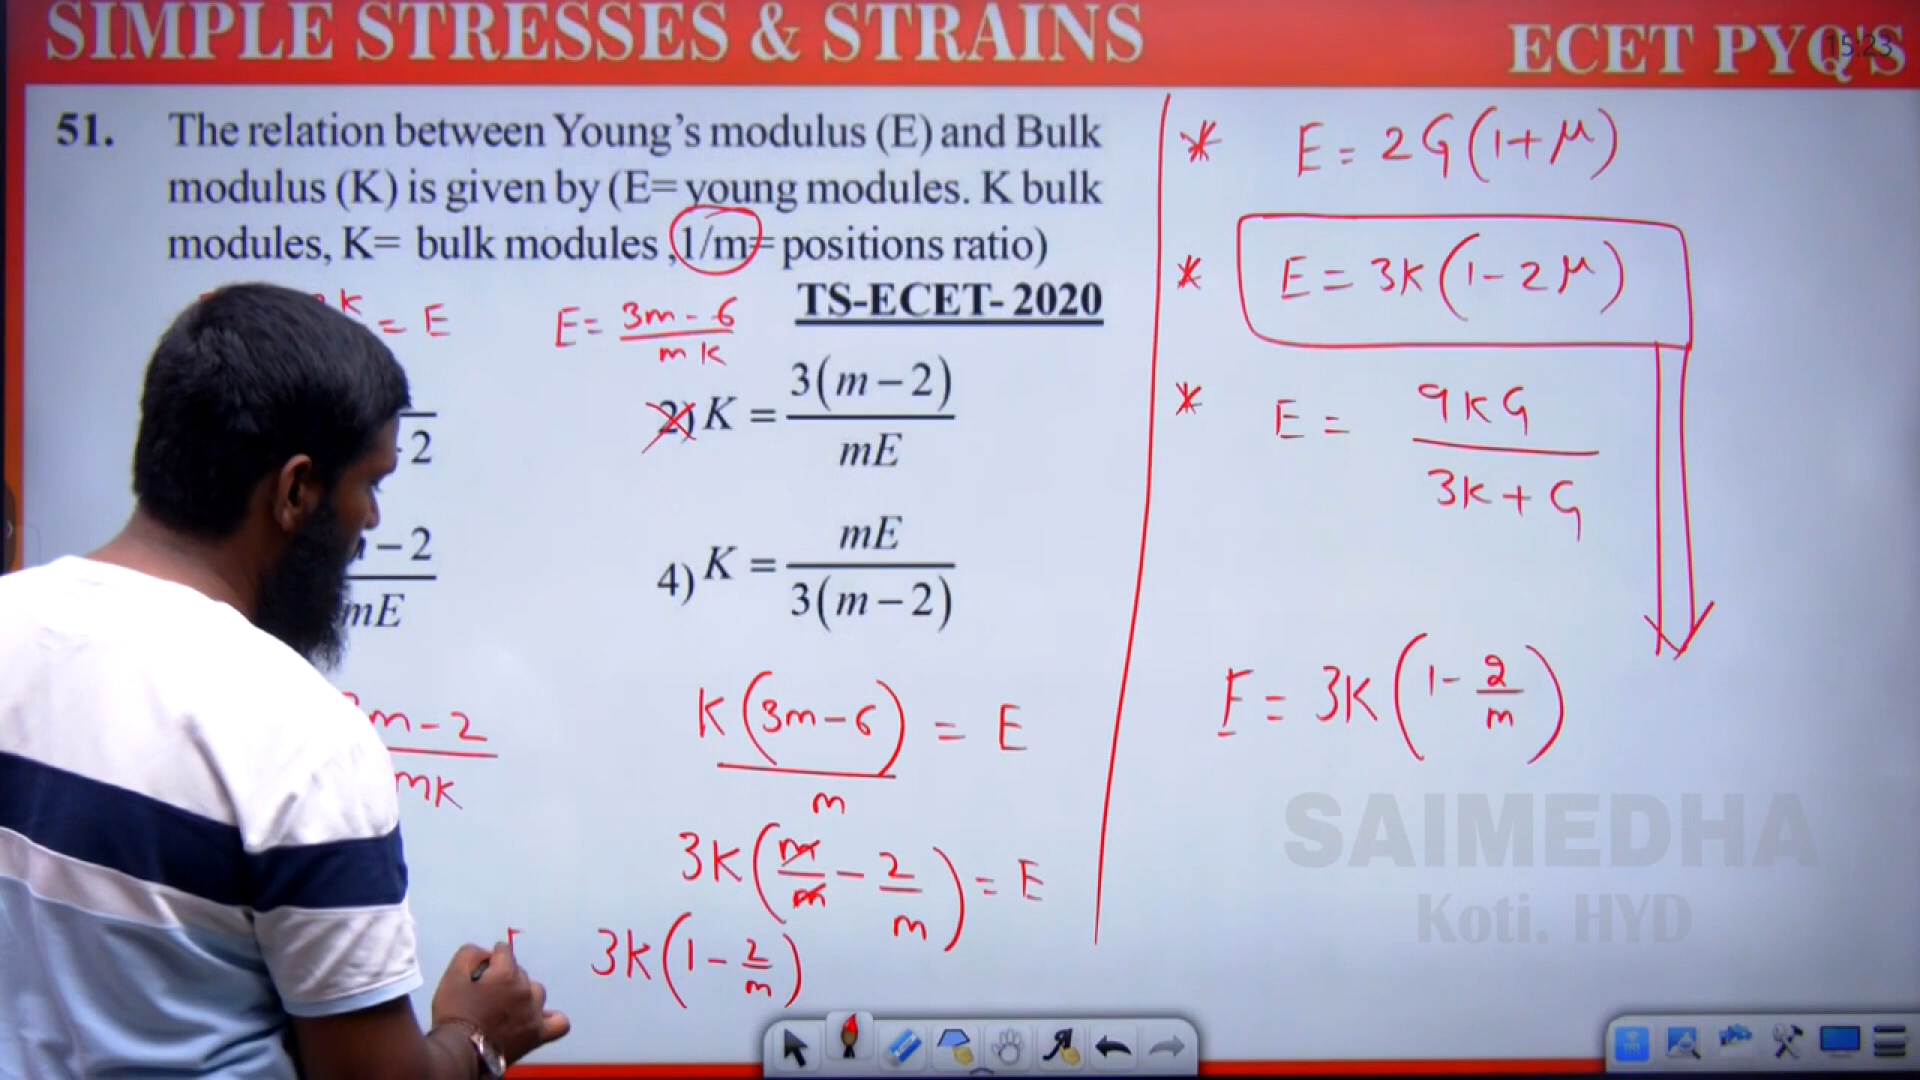 SIMPLE STRESSES & STRAINS
ECET PYQ'S
15:23
51. The relation between Young's modulus (E) and Bulk
modulus (K) is given by (E= young modules. K bulk
modules, K= bulk modules ,1/m= positions ratio)
TS-ECET- 2020
k = E
E = 3m - 6 / m k
2
2) K = 3(m-2) / mE
- 2 / mE
4) K = mE / 3(m-2)
m - 2 / mk
K(3m-6) / m = E
3K(m/m - 2/m) = E
3K(1 - 2/m)
* E = 2G(1+μ)
* E = 3K(1-2μ)
* E = 9KG / 3K + G
E = 3K(1 - 2/m)
SAIMEDHA
Koti. HYD